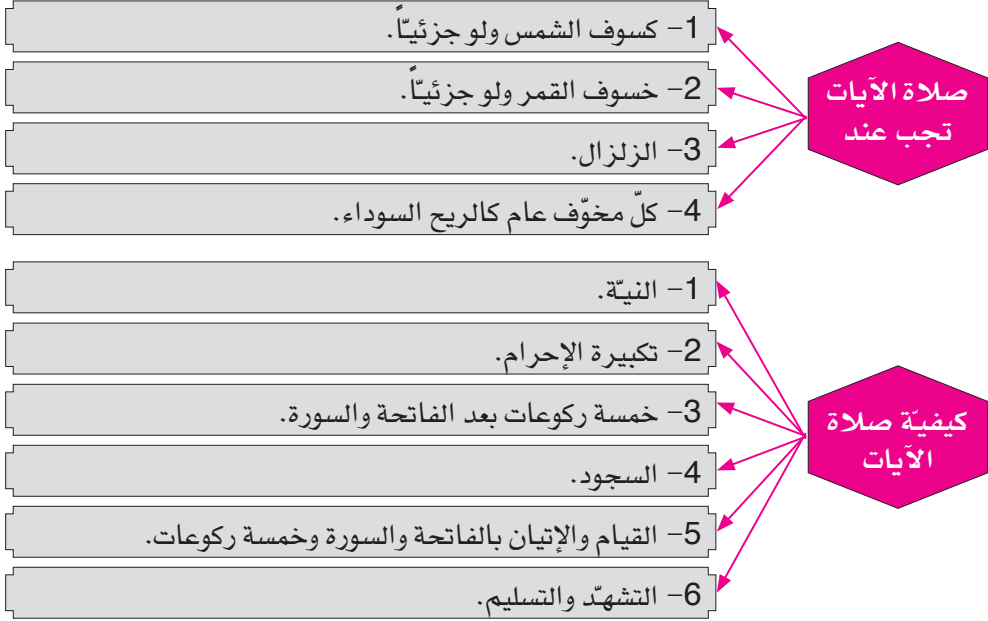 صلاة الآيات
تجب عند
1- كسوف الشمس ولو جزئيّاً.
2- خسوف القمر ولو جزئيّاً.
3- الزلزال.
4- كلّ مخوّف عام كالريح السوداء.
كيفيّة صلاة
الآيات
1- النيّة.
2- تكبيرة الإحرام.
3- خمسة ركوعات بعد الفاتحة والسورة.
4- السجود.
5- القيام والإتيان بالفاتحة والسورة وخمسة ركوعات.
6- التشهّد والتسليم.